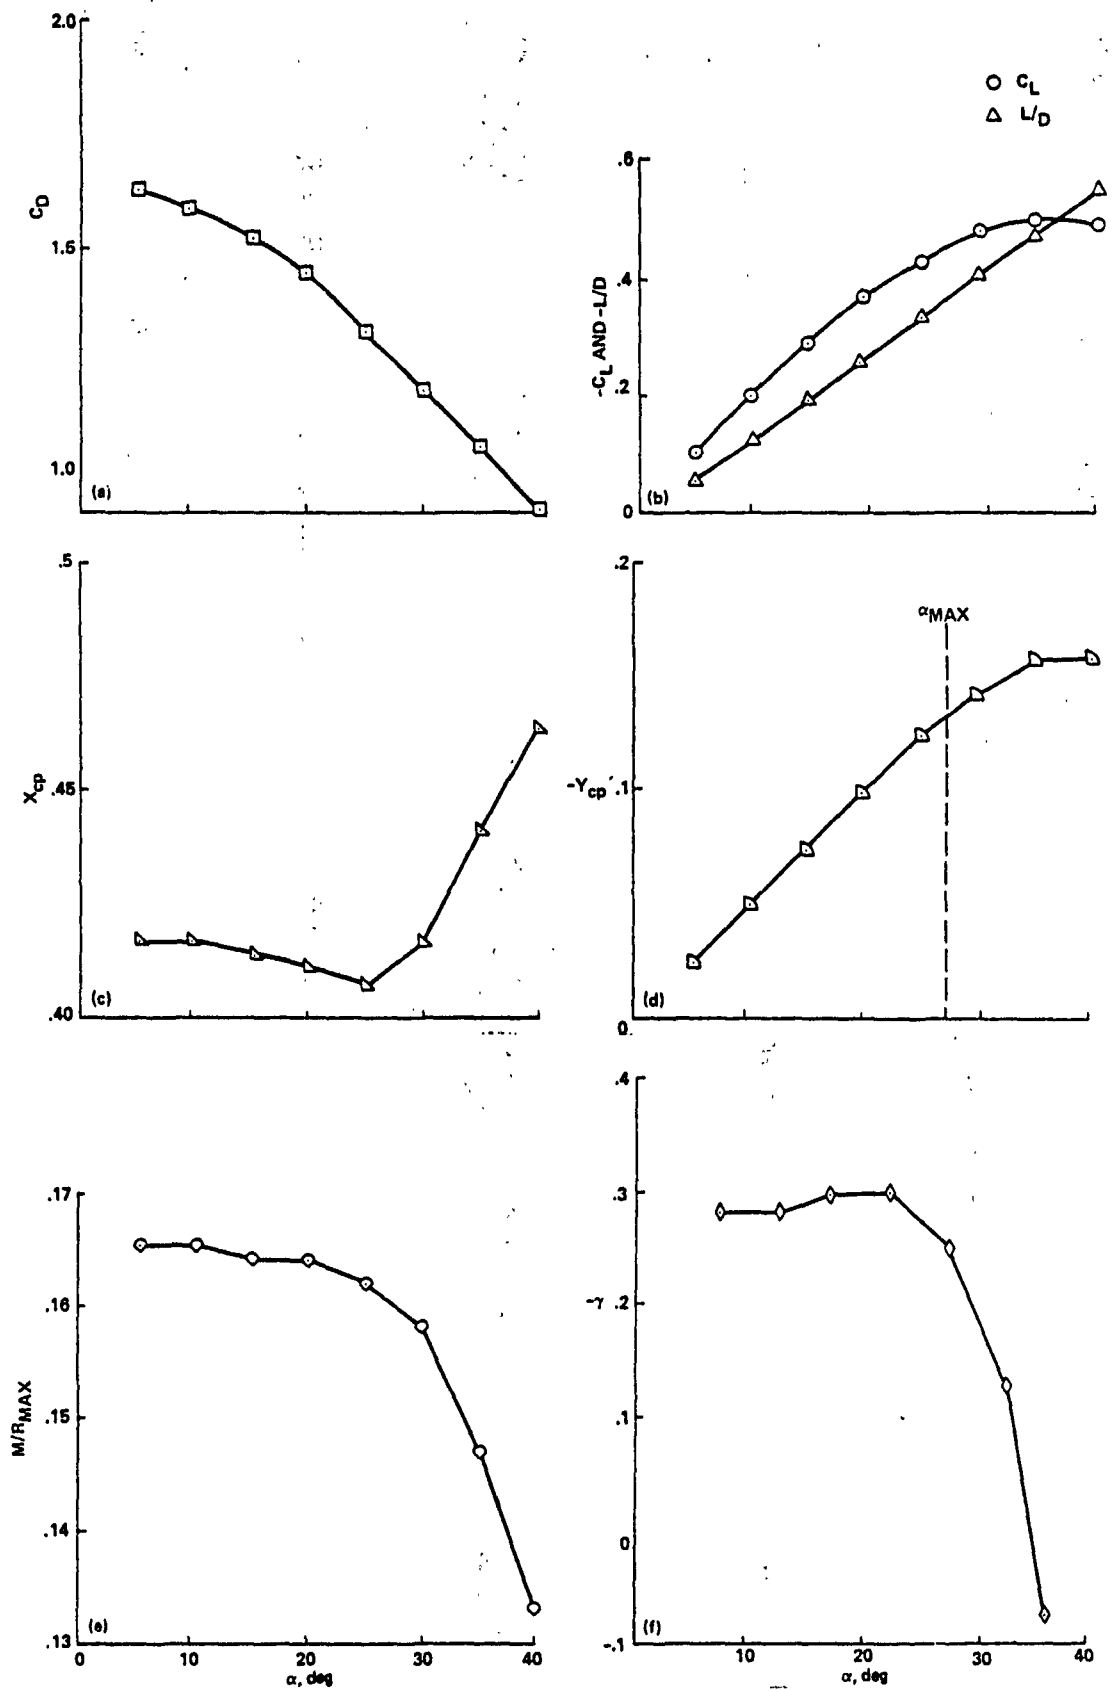 2.0
C_D
1.5
1.0
(a)
C_L
L/D
.6
.4
-C_L AND -L/D
.2
0
(b)
.5
X_cp
.45
.40
(c)
.2
α_MAX
-Y_cp
.1
0
(d)
.17
.16
M/R_MAX
.15
.14
.13
(e)
0 10 20 30 40
α, deg
.4
.3
-γ
.2
.1
0
-.1
(f)
10 20 30 40
α, deg